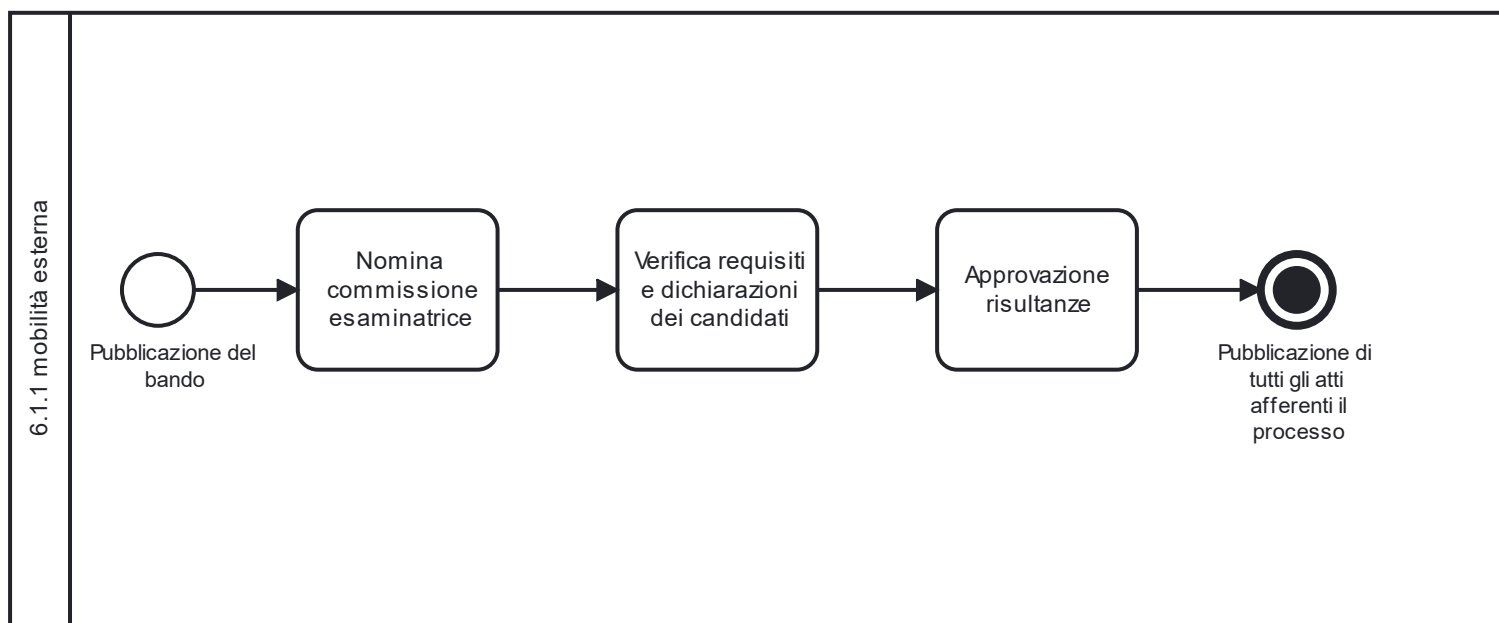 6.1.1 mobilità esterna
Pubblicazione del
bando
Nomina
commissione
esaminatrice
Verifica requisiti
e dichiarazioni
dei candidati
Approvazione
risultanze
Pubblicazione di
tutti gli atti
afferenti il
processo